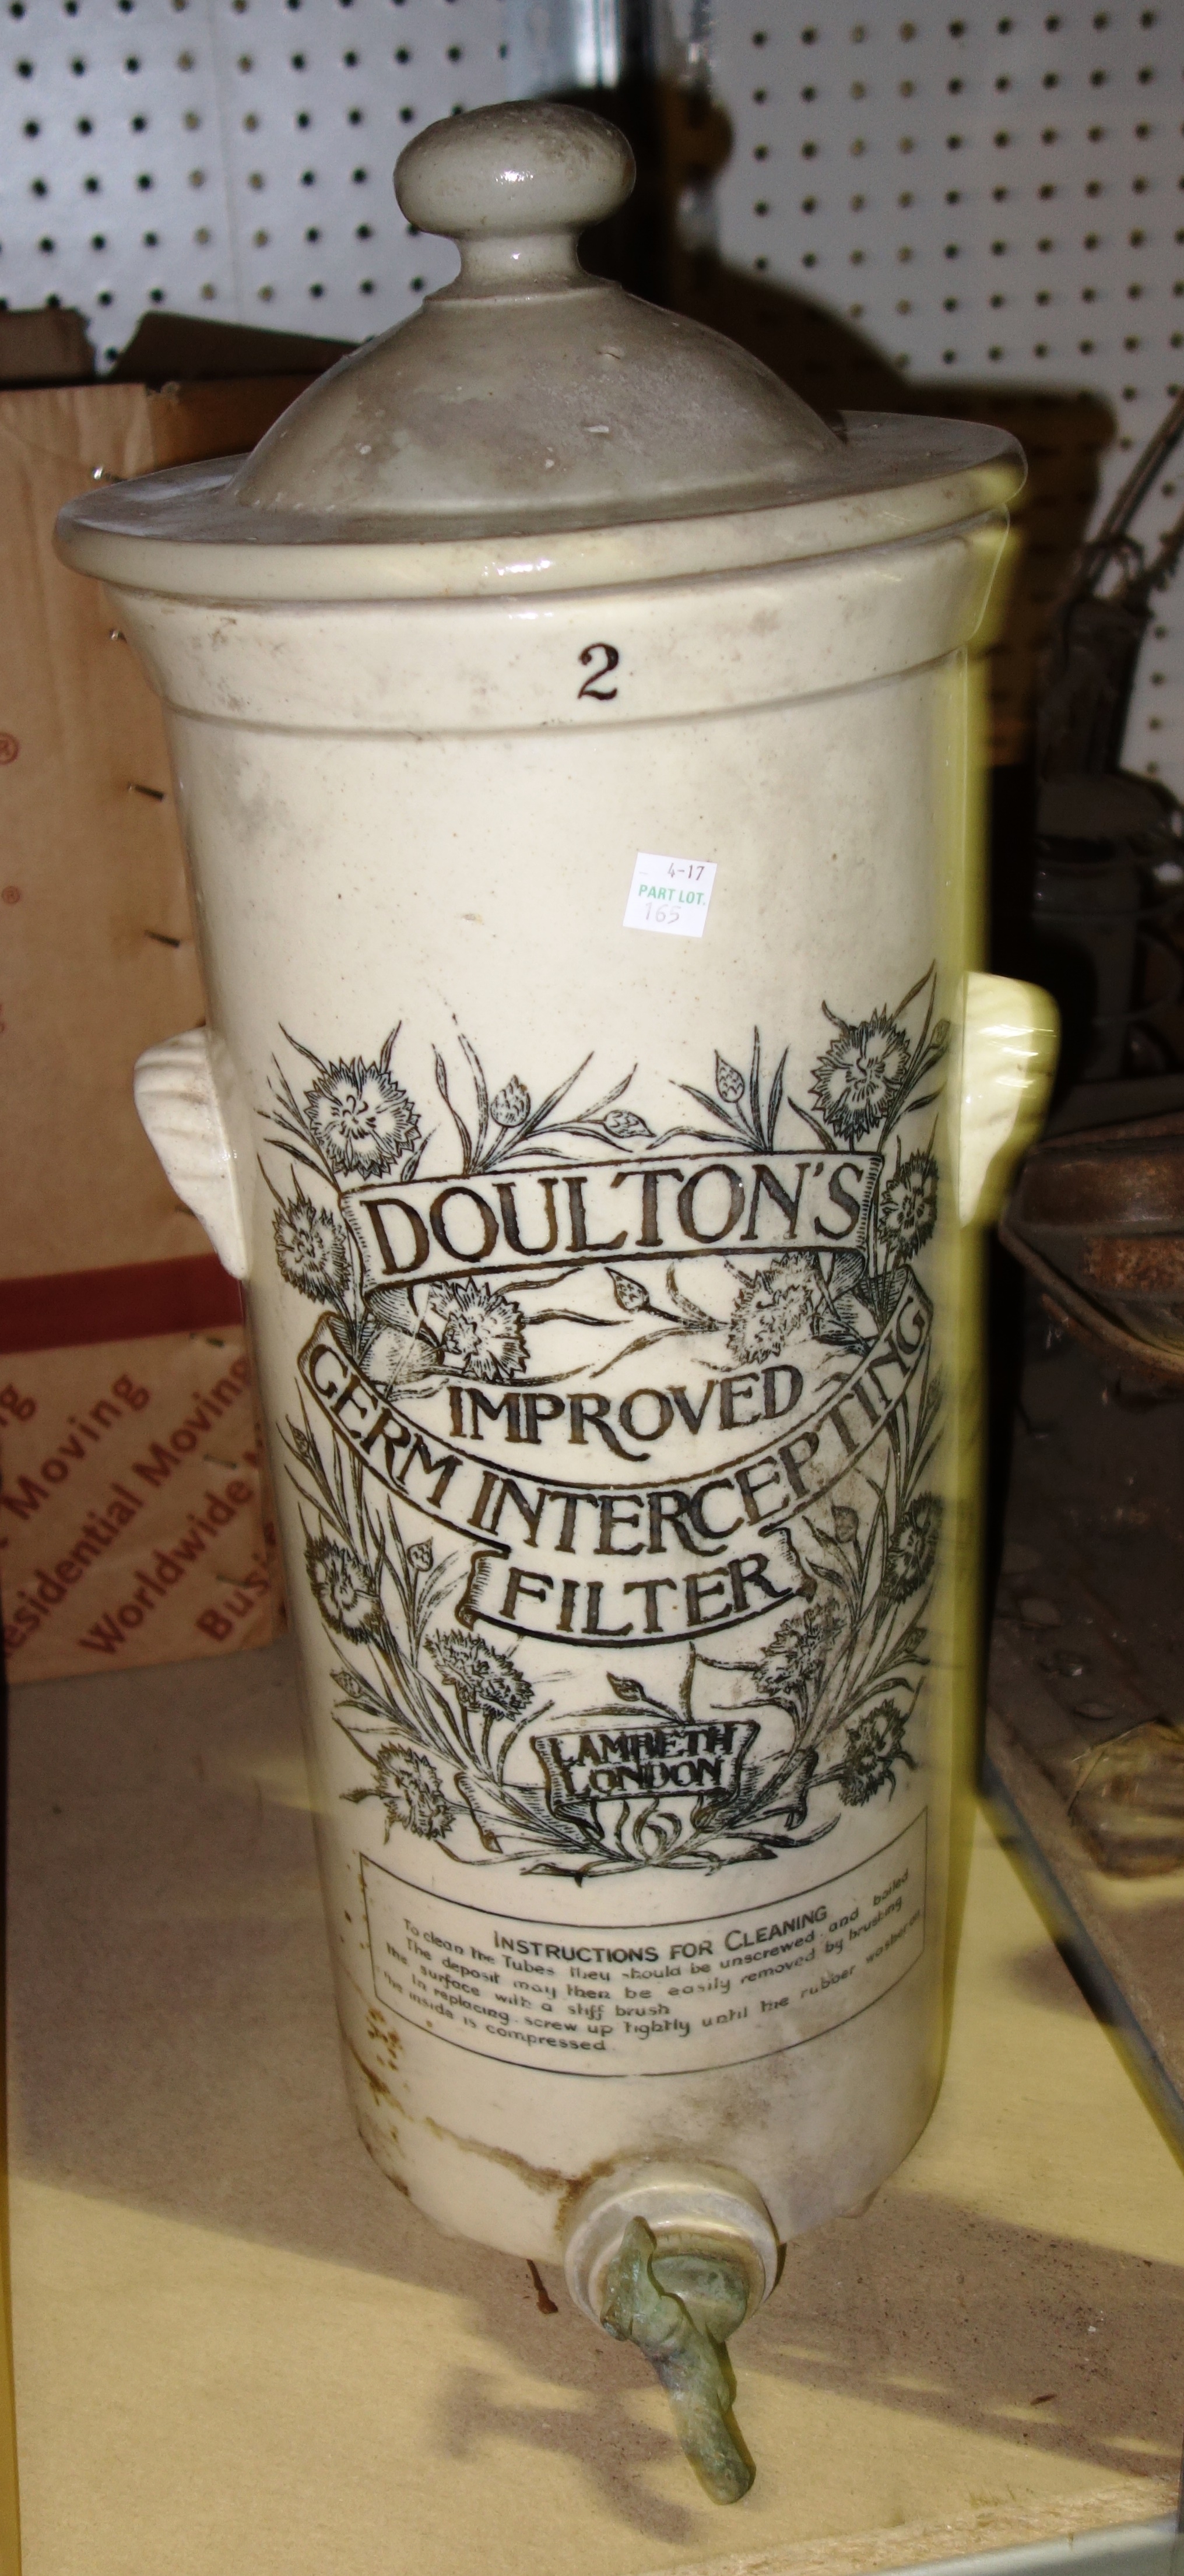 2
4-17
PART LOT.
165
DOULTON'S
IMPROVED
GERM INTERCEPTING
FILTER
LAMBETH
LONDON
INSTRUCTIONS FOR CLEANING
To clean the Tubes they should be unscrewed and boiled
The deposit may then be easily removed by brushing
the surface with a stiff brush
In replacing screw up tightly until the rubber washer on
the inside is compressed.
®
®
Moving
Residential Moving
Worldwide